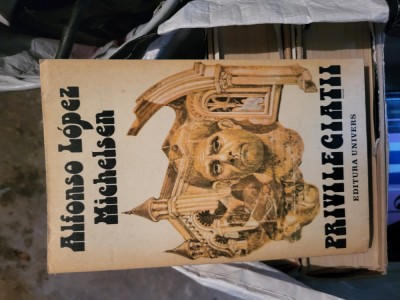 Alfonso López
Michelsen
PRIVILEGIAȚII
EDITURA UNIVERS